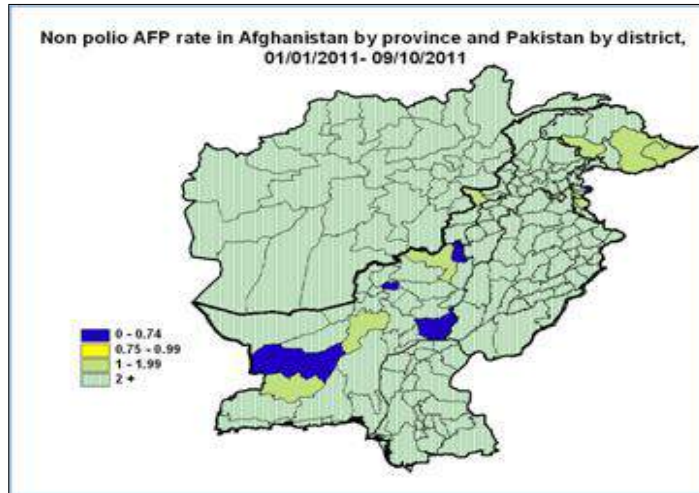 Non polio AFP rate in Afghanistan by province and Pakistan by district,
01/01/2011- 09/10/2011
0 - 0.74
0.75 - 0.99
1 - 1.99
2 +